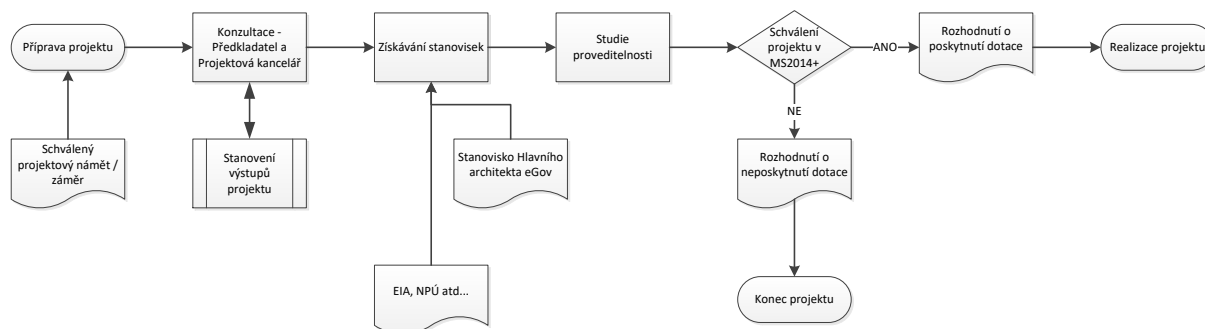 Příprava projektu
Konzultace -
Předkladatel a
Projektová kancelář
Získávání stanovisek
Studie
proveditelnosti
Schválení
projektu v
MS2014+
ANO
Rozhodnutí o
poskytnutí dotace
Realizace projektu
NE
Schválený
projektový námět /
záměr
Stanovení
výstupů
projektu
Stanovisko Hlavního
architekta eGov
Rozhodnutí o
neposkytnutí dotace
EIA, NPÚ atd...
Konec projektu